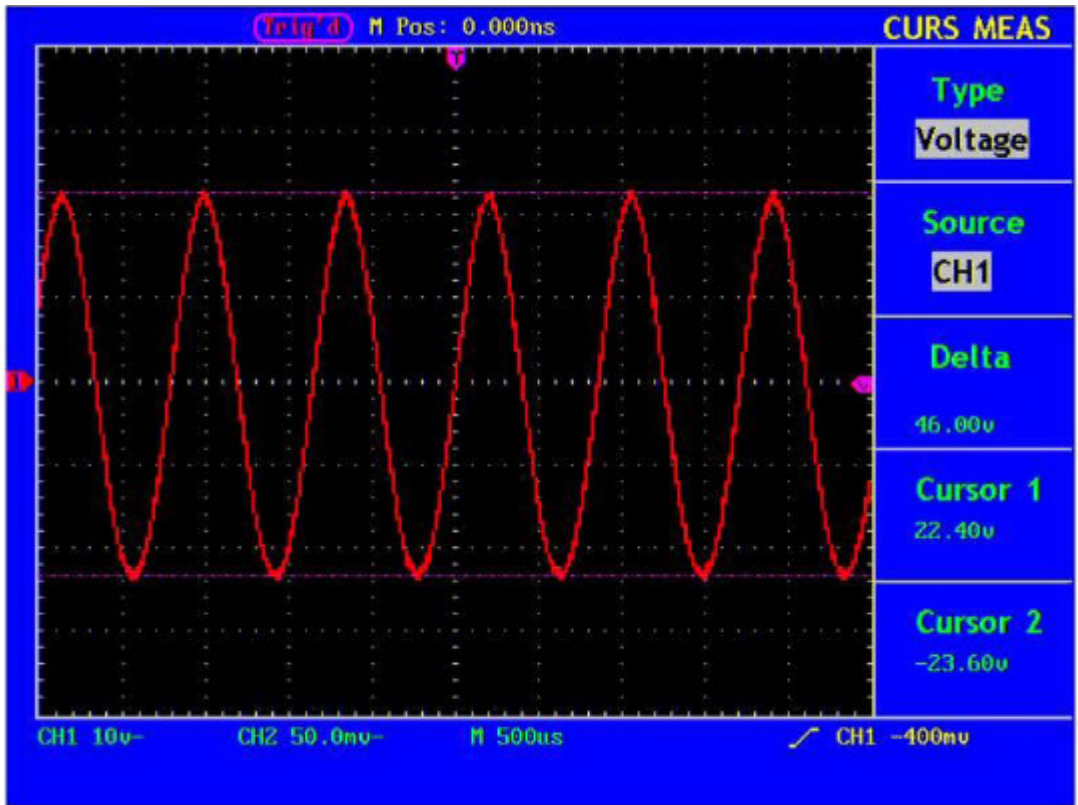 Trig'd M Pos: 0.000ns CURS MEAS
T
Type
Voltage
Source
CH1
1
Delta
46.00v
Cursor 1
22.40v
Cursor 2
-23.60v
CH1 10v- CH2 50.0mv- M 500us CH1 -400mv